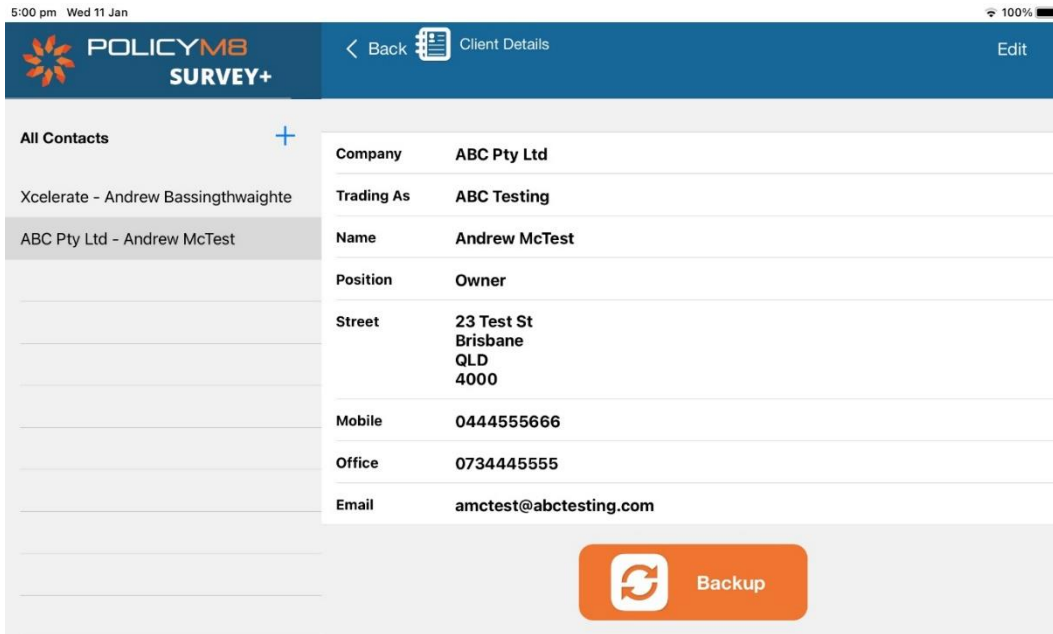 5:00 pm Wed 11 Jan
100%
POLICYM8
SURVEY+
Back
Client Details
Edit
All Contacts
+
Xcelerate - Andrew Bassingthwaighte
ABC Pty Ltd - Andrew McTest
Company ABC Pty Ltd
Trading As ABC Testing
Name Andrew McTest
Position Owner
Street 23 Test St
Brisbane
QLD
4000
Mobile 0444555666
Office 0734445555
Email amctest@abctesting.com
Backup